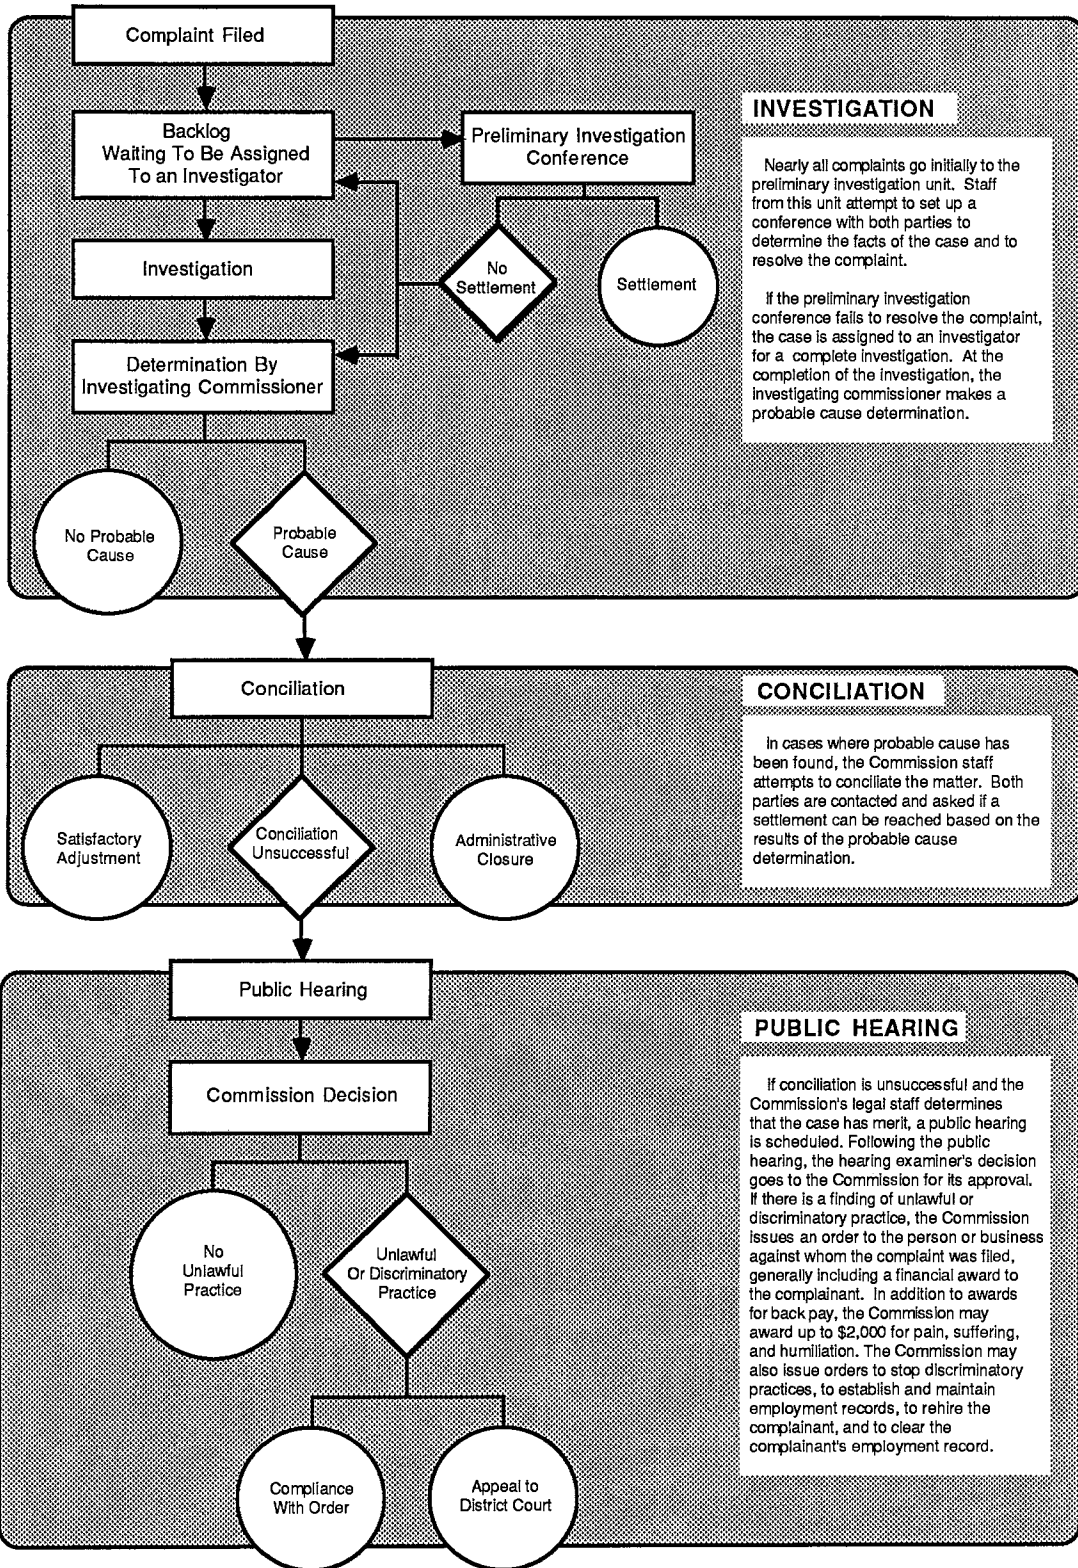 Complaint Filed
Backlog
Waiting To Be Assigned
To an Investigator
Preliminary Investigation
Conference
Investigation
No
Settlement
Settlement
Determination By
Investigating Commissioner
No Probable
Cause
Probable
Cause
INVESTIGATION
Nearly all complaints go initially to the
preliminary investigation unit. Staff
from this unit attempt to set up a
conference with both parties to
determine the facts of the case and to
resolve the complaint.
If the preliminary investigation
conference fails to resolve the complaint,
the case is assigned to an investigator
for a complete investigation. At the
completion of the investigation, the
investigating commissioner makes a
probable cause determination.
Conciliation
Satisfactory
Adjustment
Conciliation
Unsuccessful
Administrative
Closure
CONCILIATION
In cases where probable cause has
been found, the Commission staff
attempts to conciliate the matter. Both
parties are contacted and asked if a
settlement can be reached based on the
results of the probable cause
determination.
Public Hearing
Commission Decision
No
Unlawful
Practice
Unlawful
Or Discriminatory
Practice
Compliance
With Order
Appeal to
District Court
PUBLIC HEARING
If conciliation is unsuccessful and the
Commission's legal staff determines
that the case has merit, a public hearing
is scheduled. Following the public
hearing, the hearing examiner's decision
goes to the Commission for its approval.
If there is a finding of unlawful or
discriminatory practice, the Commission
issues an order to the person or business
against whom the complaint was filed,
generally including a financial award to
the complainant. In addition to awards
for back pay, the Commission may
award up to $2,000 for pain, suffering,
and humiliation. The Commission may
also issue orders to stop discriminatory
practices, to establish and maintain
employment records, to rehire the
complainant, and to clear the
complainant's employment record.